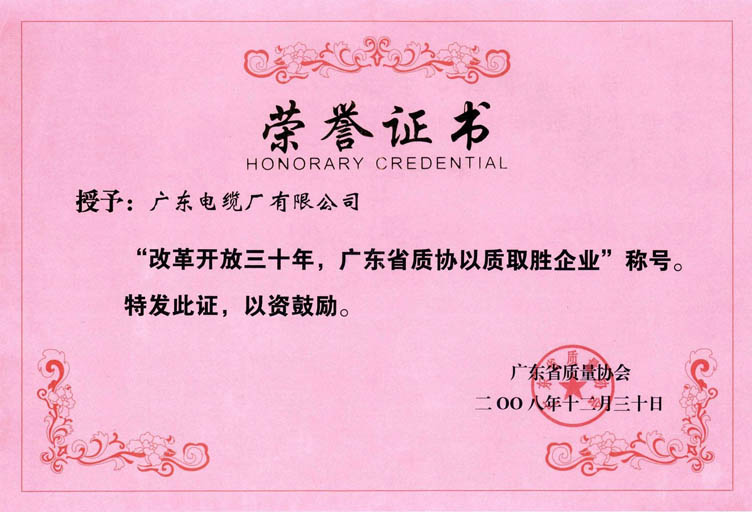 荣誉证书
HONORARY CREDENTIAL
授予：广东电缆厂有限公司
“改革开放三十年，广东省质协以质取胜企业”称号。
特发此证，以资鼓励。
广东省质量协会
二OO八年十二月三十日